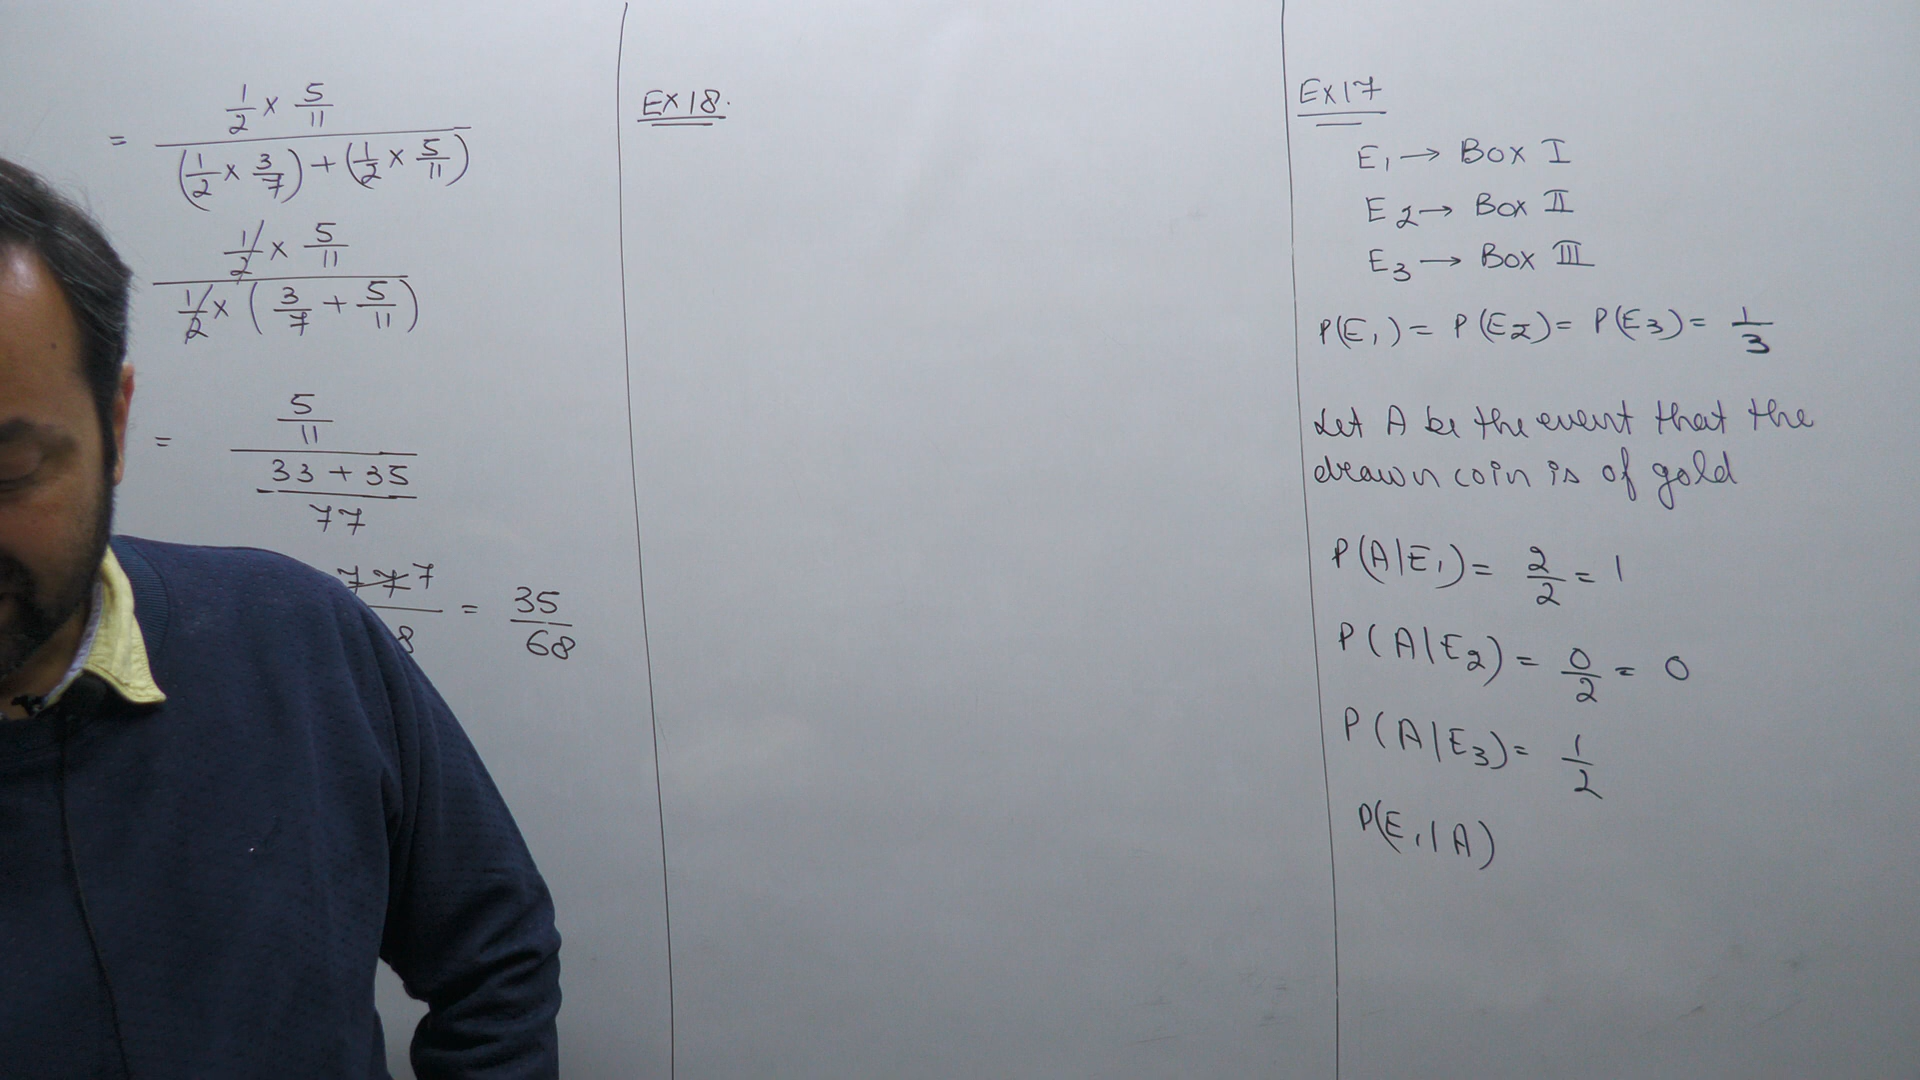 = 1/2 × 5/11
(1/2 × 3/7) + (1/2 × 5/11)
1/2 × 5/11
1/2 × (3/7 + 5/11)
= 5/11
33 + 35
77
77 7
8 = 35/68
EX 18.
EX 17
E1 → BOX I
E2 → BOX II
E3 → BOX III
P(E1) = P(E2) = P(E3) = 1/3
Let A be the event that the
drawn coin is of gold
P(A|E1) = 2/2 = 1
P(A|E2) = 0/2 = 0
P(A|E3) = 1/2
P(E1|A)